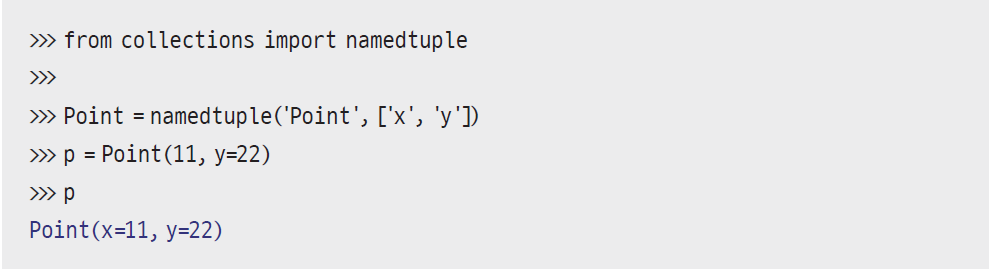 >>> from collections import namedtuple
>>>
>>> Point = namedtuple('Point', ['x', 'y'])
>>> p = Point(11, y=22)
>>> p
Point(x=11, y=22)